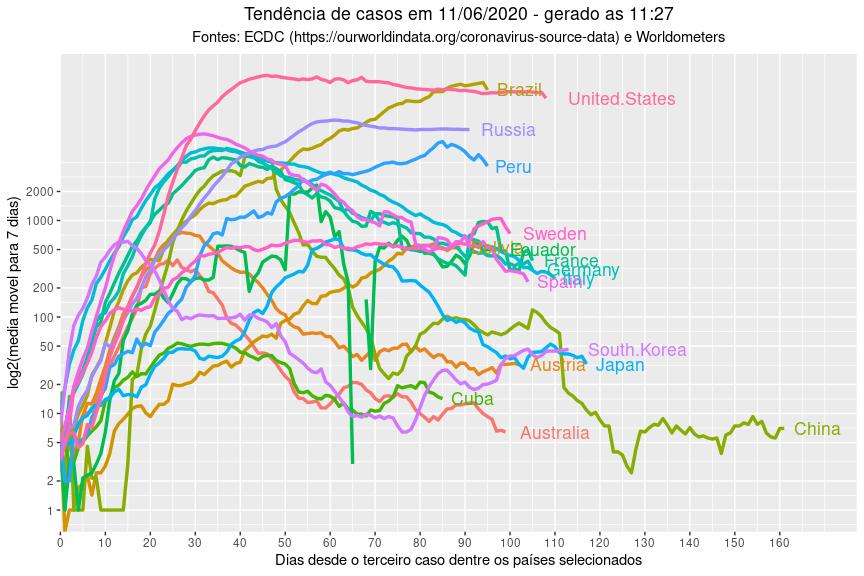 Tendência de casos em 11/06/2020 - gerado as 11:27
Fontes: ECDC (https://ourworldindata.org/coronavirus-source-data) e Worldometers
log2(media movel para 7 dias)
2000
1000
500
200
100
50
20
10
5
2
1
Brazil
United.States
Russia
Peru
Sweden
Bolivia
Ecuador
France
Germany
Italy
Spain
South.Korea
Austria
Japan
Cuba
Australia
China
0 10 20 30 40 50 60 70 80 90 100 110 120 130 140 150 160
Dias desde o terceiro caso dentre os países selecionados